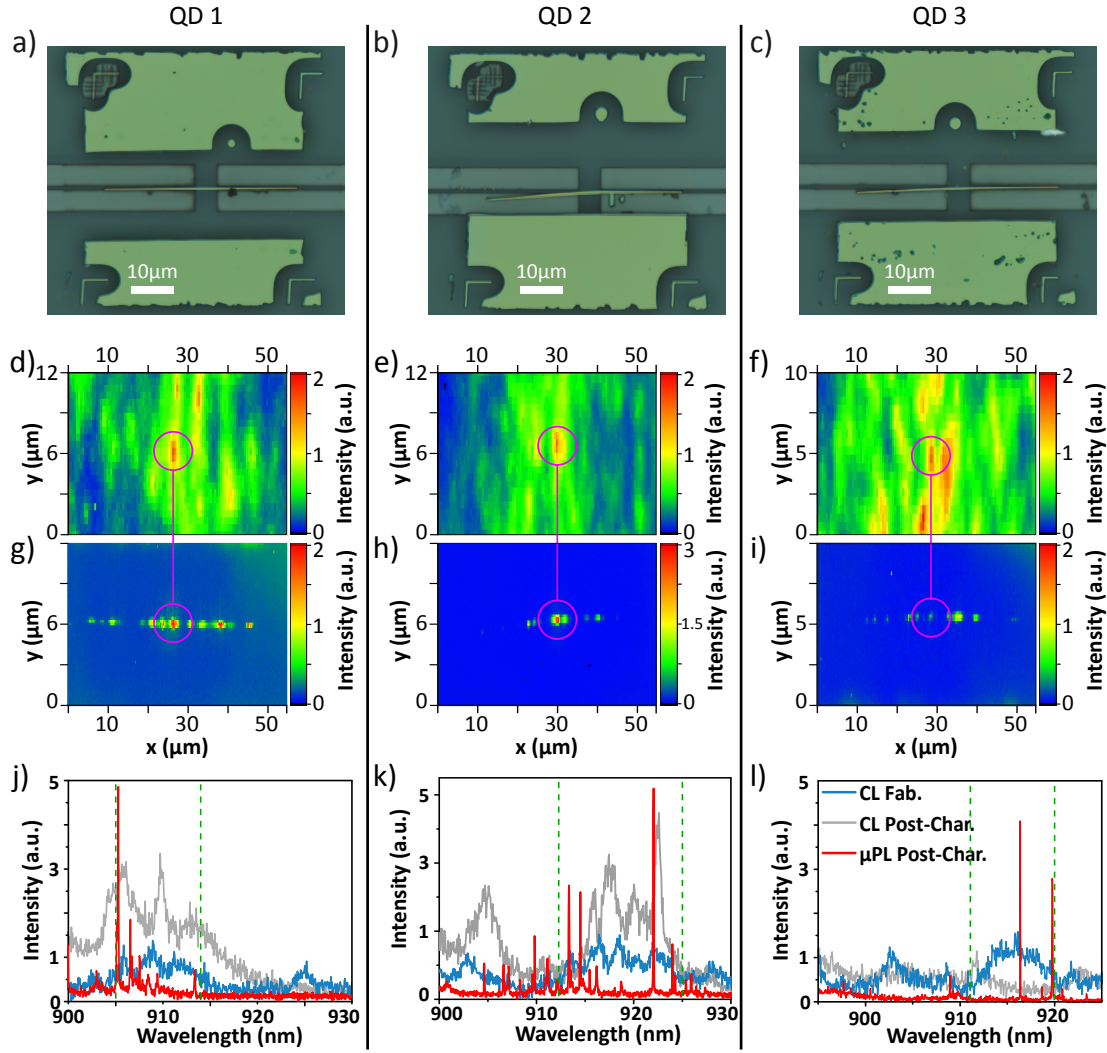 QD 1 QD 2 QD 3
a) b) c)
10μm 10μm 10μm
d) e) f)
10 30 50 10 30 50 10 30 50
12 12 10
6 6 5
0 0 0
y (μm) y (μm) y (μm)
2 2 2
1 1 1
0 0 0
Intensity (a.u.) Intensity (a.u.) Intensity (a.u.)
g) h) i)
6 6 5
0 0 0
y (μm) y (μm) y (μm)
2 3 2
1 1.5 1
0 0 0
Intensity (a.u.) Intensity (a.u.) Intensity (a.u.)
10 30 50 10 30 50 10 30 50
x (μm) x (μm) x (μm)
j) k) l)
5 5 5
3 3 3
1 1 1
0 0 0
Intensity (a.u.) Intensity (a.u.) Intensity (a.u.)
CL Fab.
CL Post-Char.
μPL Post-Char.
900 910 920 930 900 910 920 930 900 910 920
Wavelength (nm) Wavelength (nm) Wavelength (nm)